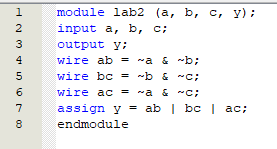 1 module lab2 (a, b, c, y);
2 input a, b, c;
3 output y;
4 wire ab = ~a & ~b;
5 wire bc = ~b & ~c;
6 wire ac = ~a & ~c;
7 assign y = ab | bc | ac;
8 endmodule